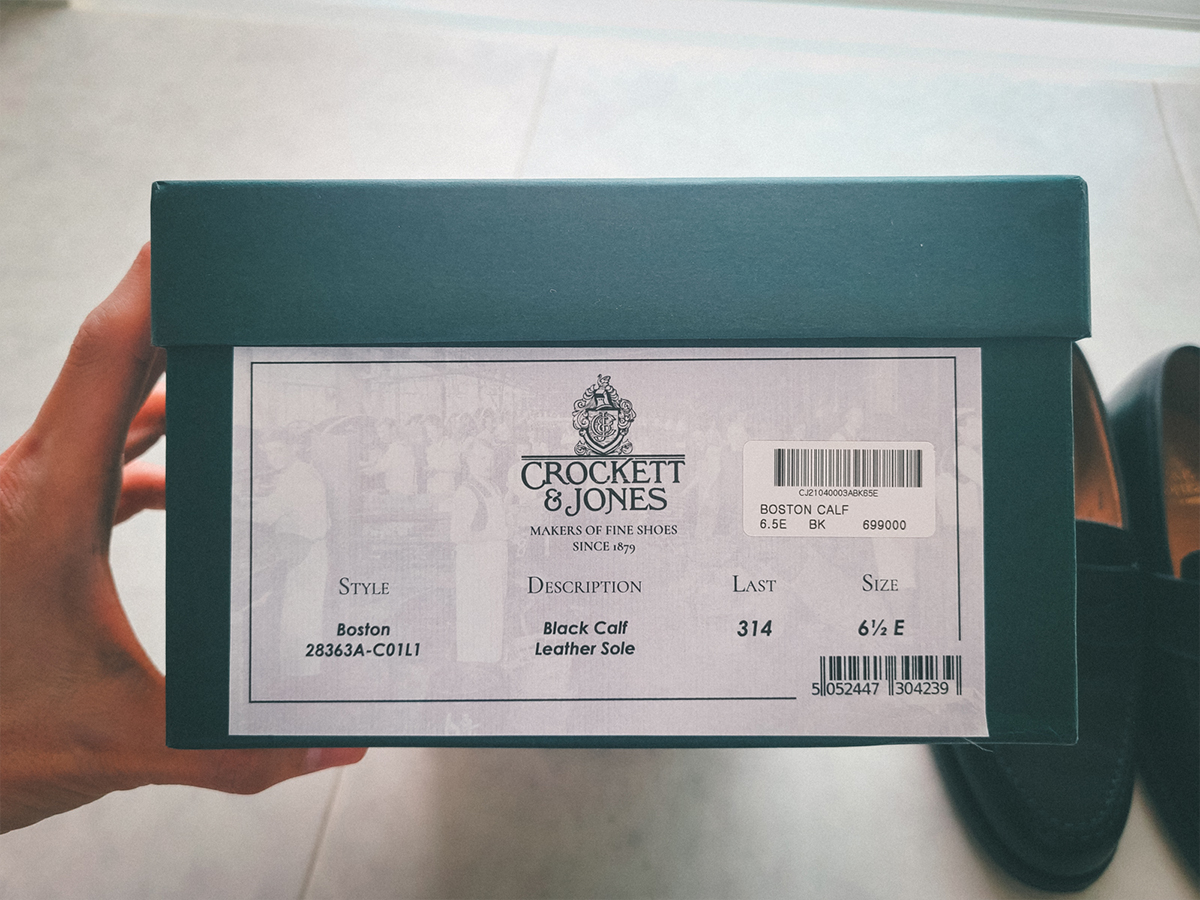 CROCKETT
& JONES
MAKERS OF FINE SHOES
SINCE 1879
CJ21040003ABK65E
BOSTON CALF
6.5E BK 699000
STYLE DESCRIPTION LAST SIZE
Boston Black Calf 314 6½ E
28363A-C01L1 Leather Sole
5 052447 304239